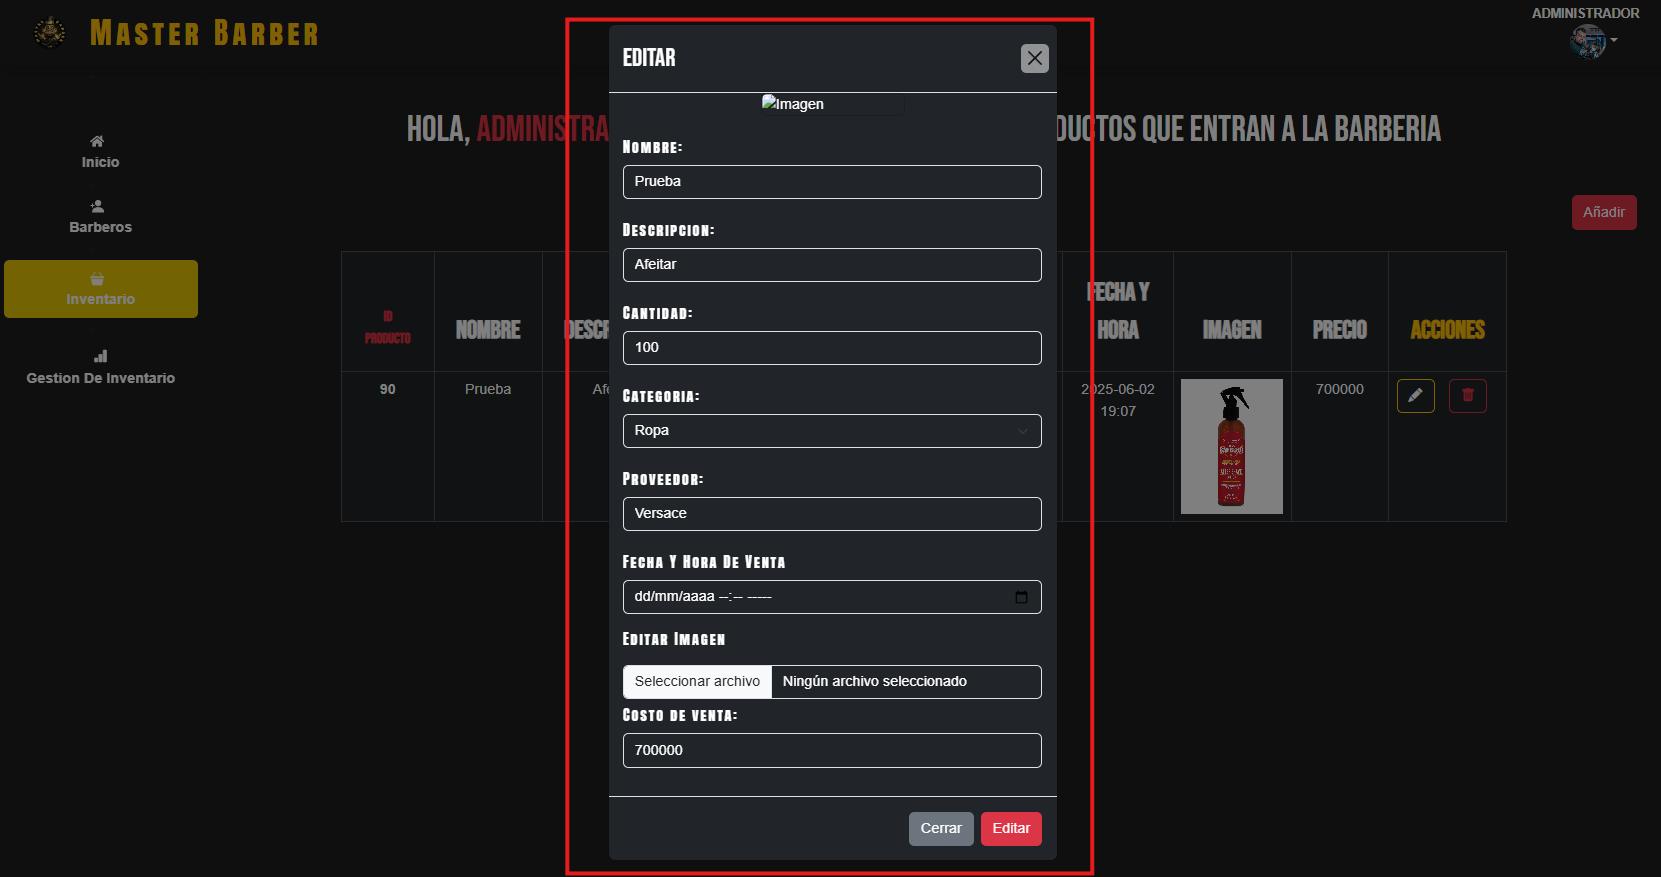 Master Barber
ADMINISTRADOR
Inicio
Barberos
Inventario
Gestion De Inventario
HOLA, ADMINISTRA
DUCTOS QUE ENTRAN A LA BARBERIA
Añadir
ID PRODUCTO
NOMBRE
DESCR
FECHA Y HORA
IMAGEN
PRECIO
ACCIONES
90
Prueba
Afe
2025-06-02
19:07
700000
EDITAR
Imagen
Nombre:
Prueba
Descripcion:
Afeitar
Cantidad:
100
Categoria:
Ropa
Proveedor:
Versace
Fecha Y Hora De Venta
dd/mm/aaaa --:-- -----
Editar Imagen
Seleccionar archivo Ningún archivo seleccionado
Costo de venta:
700000
Cerrar Editar